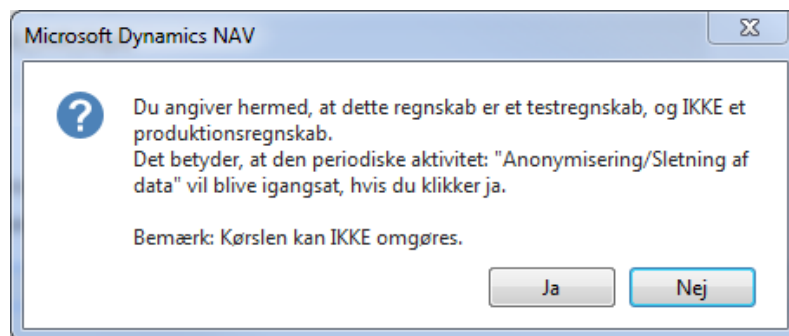 Microsoft Dynamics NAV
Du angiver hermed, at dette regnskab er et testregnskab, og IKKE et
produktionsregnskab.
Det betyder, at den periodiske aktivitet: "Anonymisering/Sletning af
data" vil blive igangsat, hvis du klikker ja.
Bemærk: Kørslen kan IKKE omgøres.
Ja
Nej